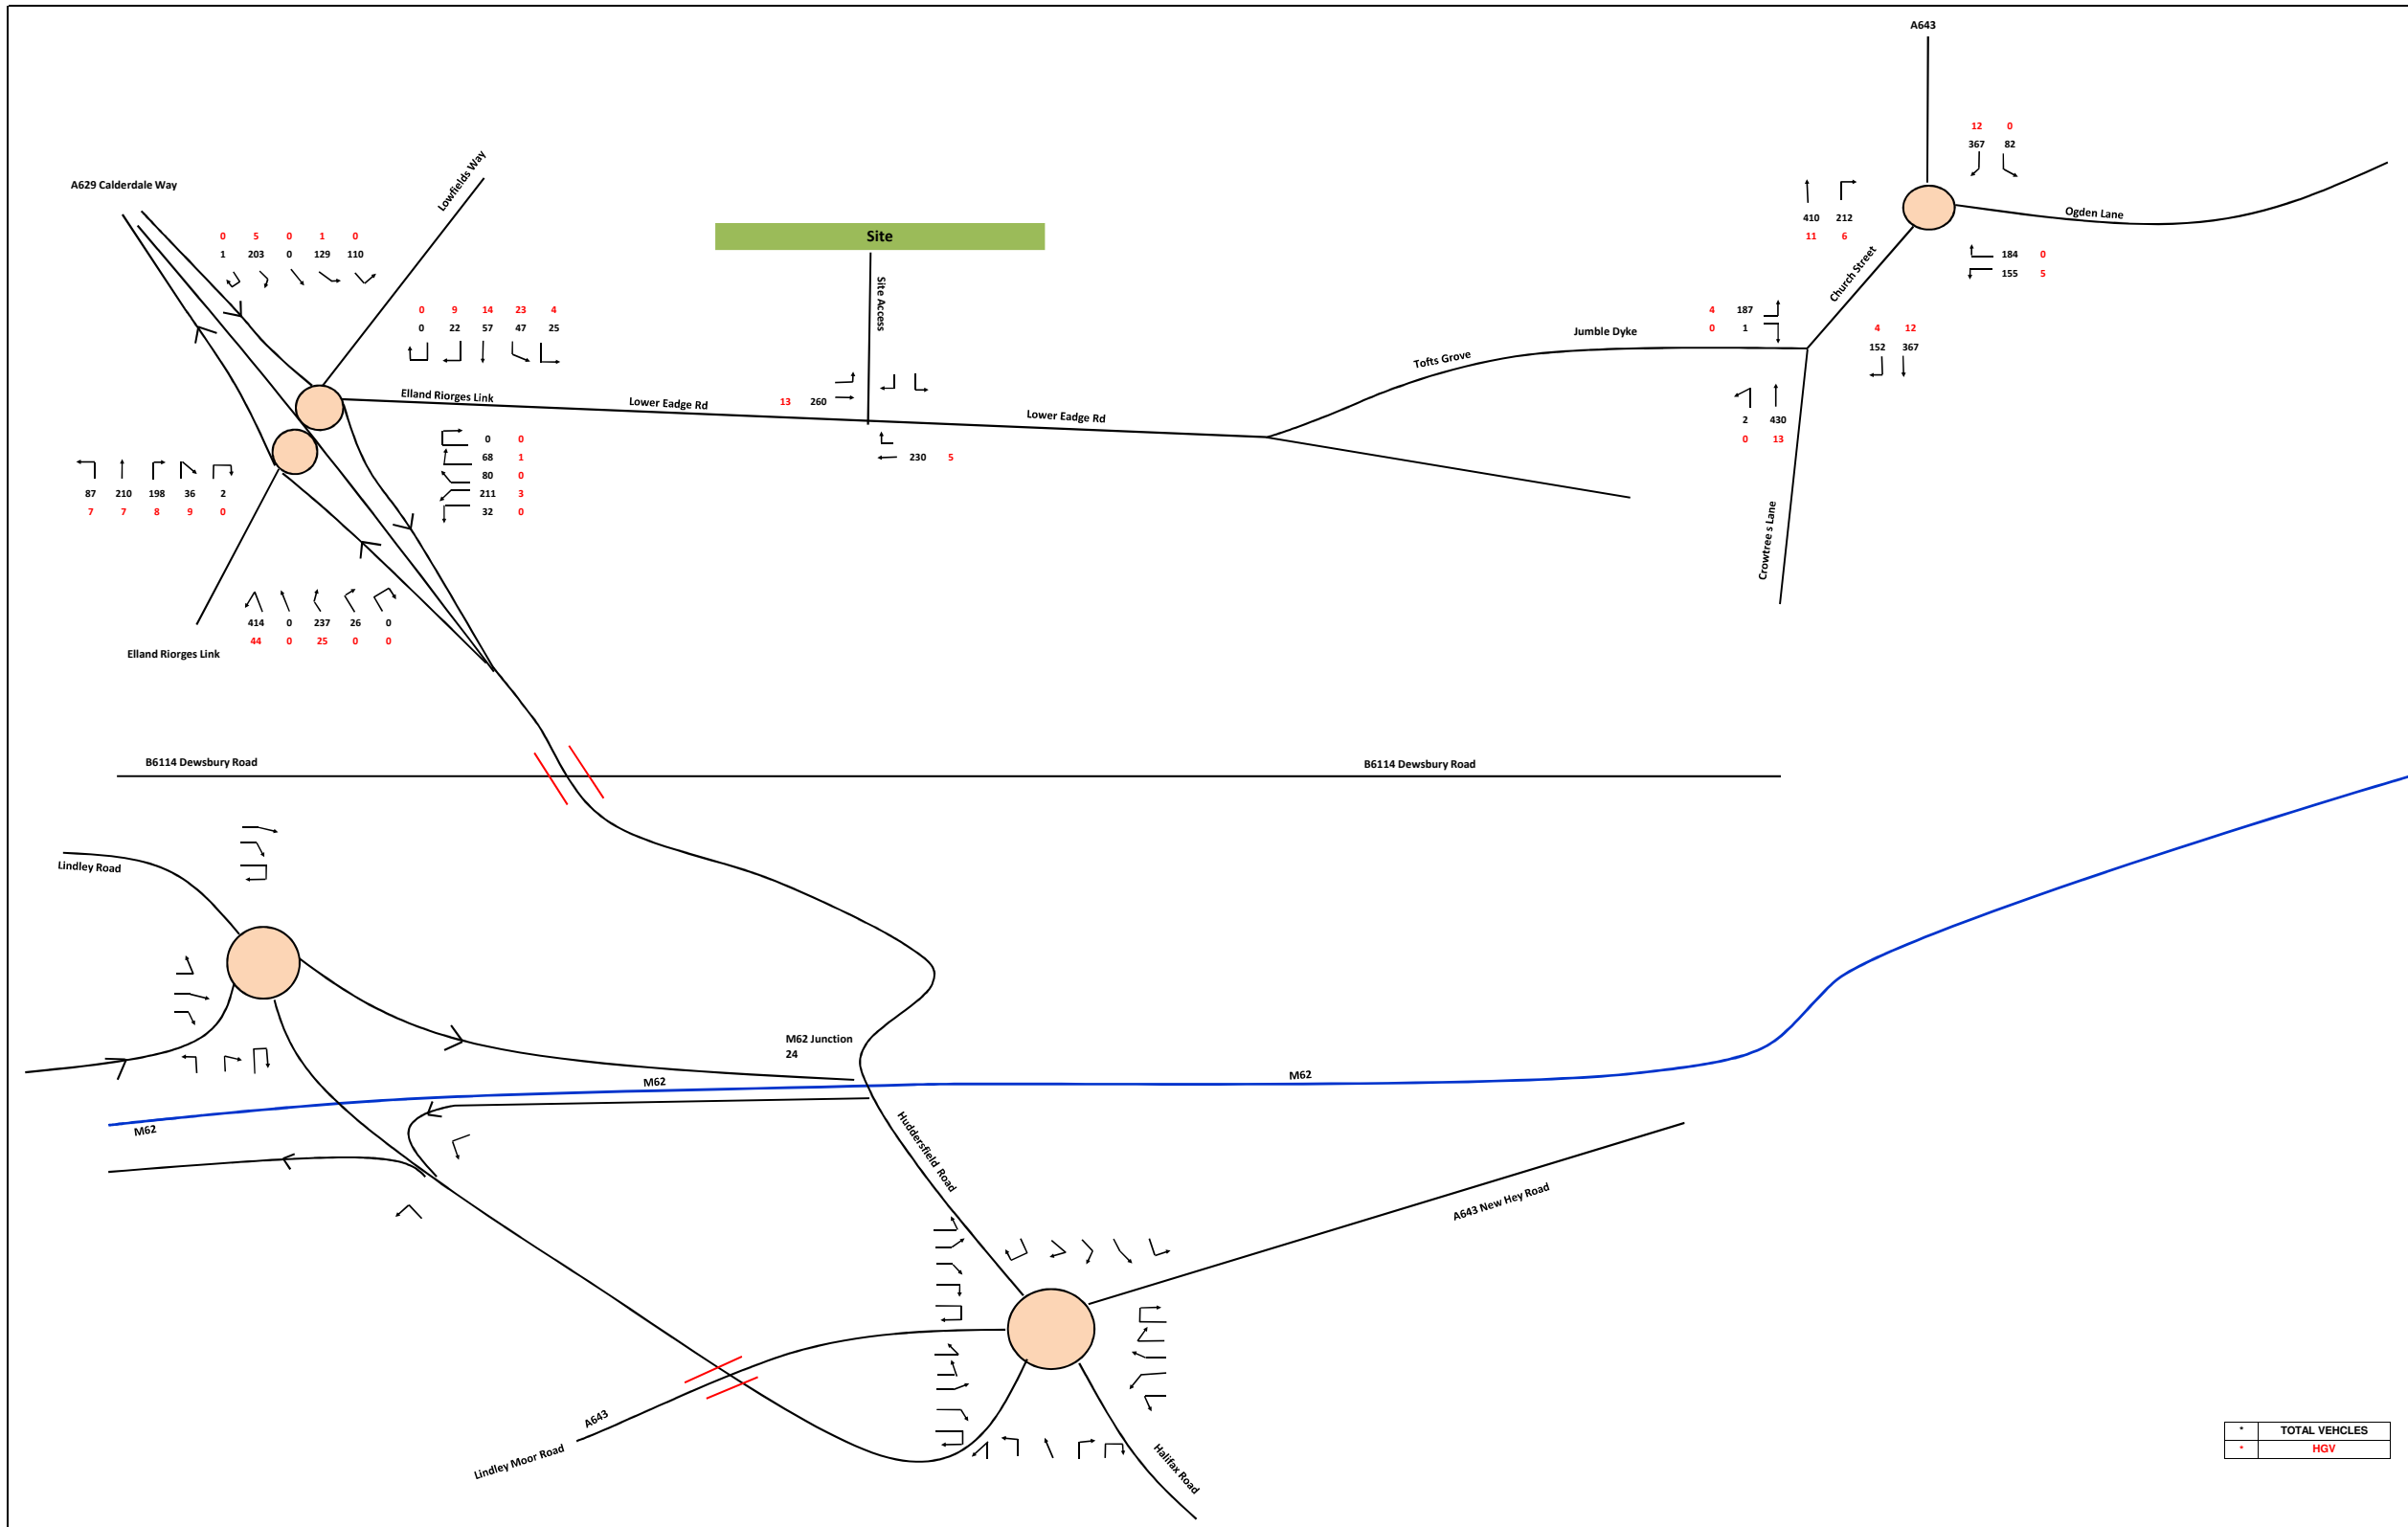 A643
12 0
367 82
A629 Calderdale Way
Lowfields Way
410 212
11 6
Ogden Lane
0 5 0 1 0
1 203 0 129 110
Site
Site Access
184 0
155 5
Church Street
0 9 14 23 4
0 22 57 47 25
4 187
0 1
Jumble Dyke
Tofts Grove
4 12
152 367
Elland Riorges Link
Lower Eadge Rd
13 260
Lower Eadge Rd
2 430
0 13
0 0
68 1
80 0
211 3
32 0
230 5
87 210 198 36 2
7 7 8 9 0
Crowtree s Lane
414 0 237 26 0
44 0 25 0 0
Elland Riorges Link
B6114 Dewsbury Road
B6114 Dewsbury Road
Lindley Road
M62 Junction
24
M62
M62
M62
Huddersfield Road
A643 New Hey Road
A643
Lindley Moor Road
Halifax Road
* TOTAL VEHCLES
* HGV